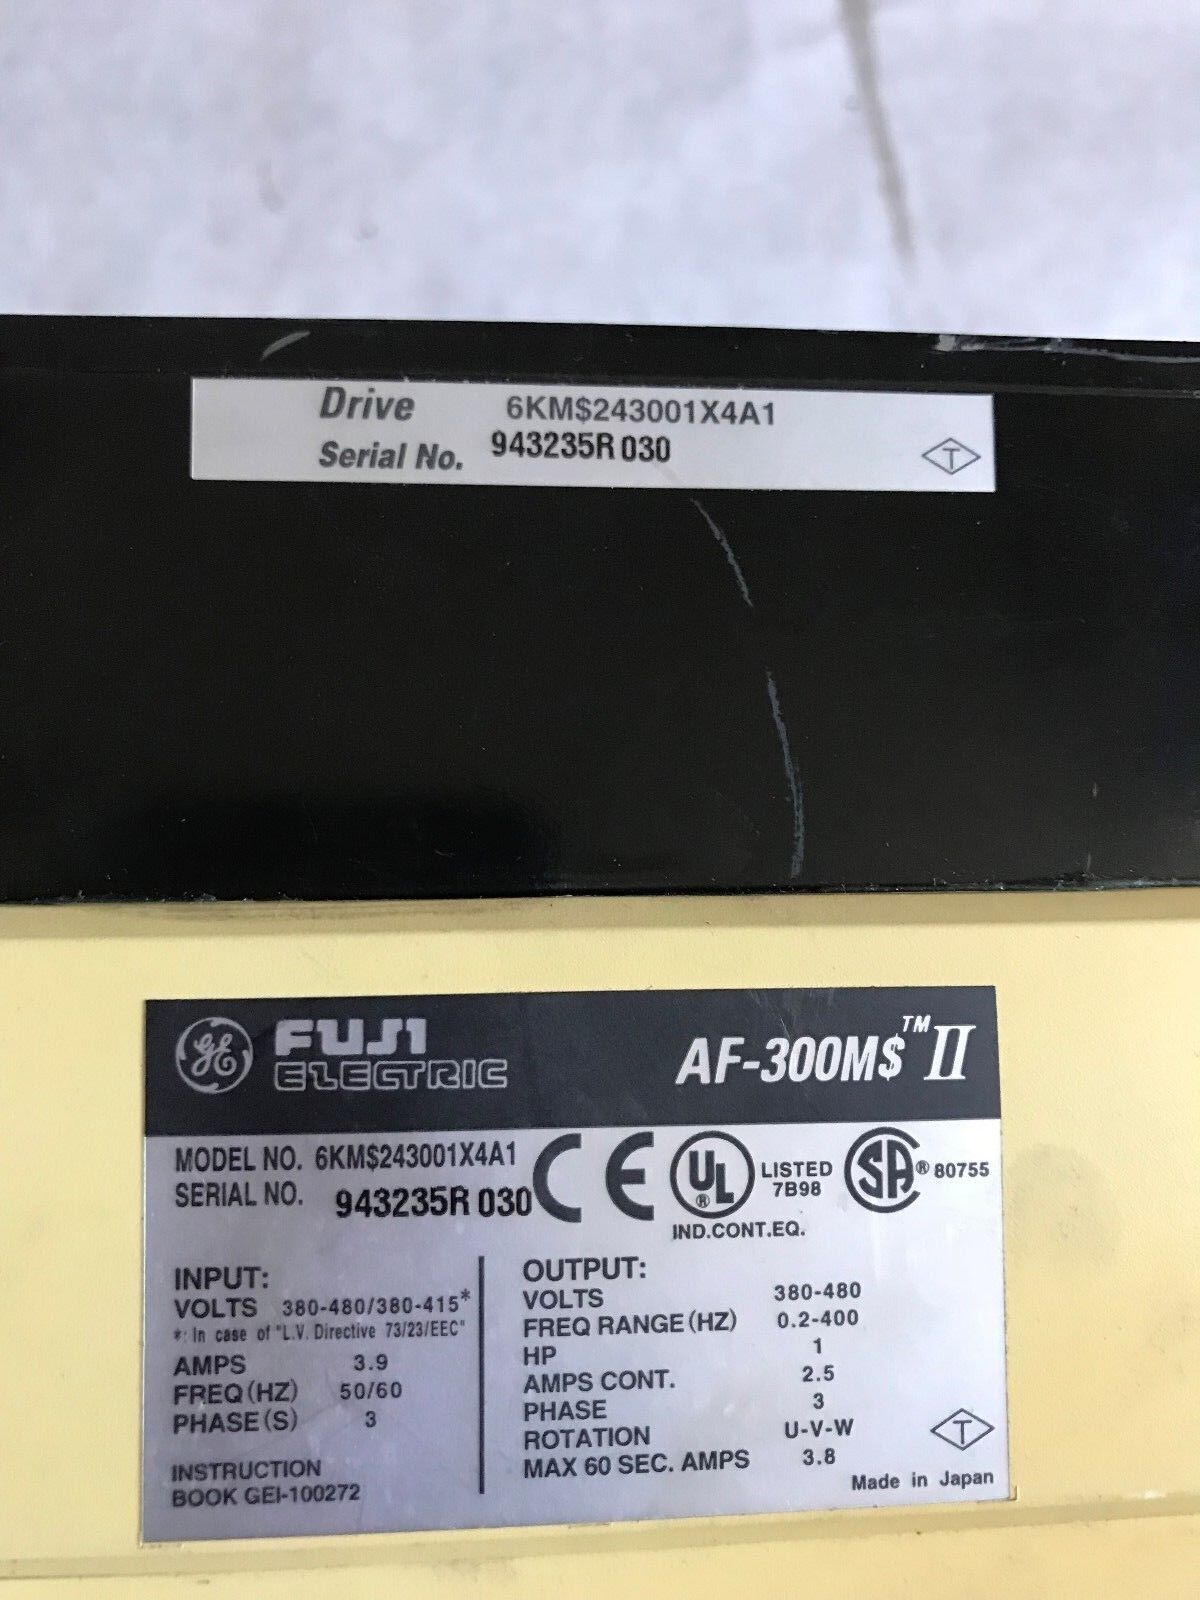 Drive 6KM$243001X4A1
Serial No. 943235R 030
T
GE FUJI ELECTRIC AF-300M$™ II
MODEL NO. 6KM$243001X4A1
SERIAL NO. 943235R 030
CE
UL® LISTED 7B98
IND.CONT.EQ.
SA® 80755
INPUT:
VOLTS 380-480/380-415*
*: In case of "L.V. Directive 73/23/EEC"
AMPS 3.9
FREQ(HZ) 50/60
PHASE(S) 3
INSTRUCTION
BOOK GEI-100272
OUTPUT:
VOLTS 380-480
FREQ RANGE(HZ) 0.2-400
HP 1
AMPS CONT. 2.5
PHASE 3
ROTATION U-V-W
MAX 60 SEC. AMPS 3.8
T
Made in Japan